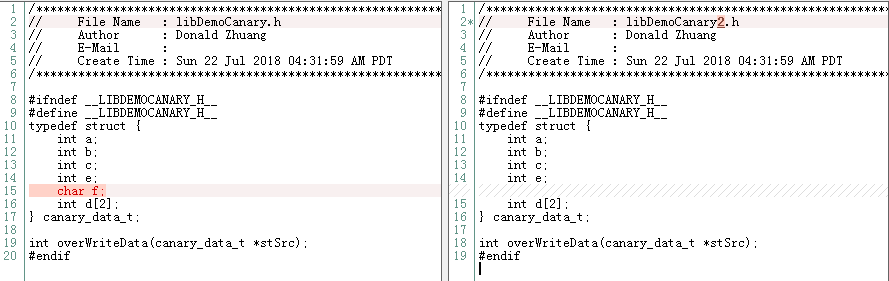 1 /*******************************************************
2 //     File Name   : libDemoCanary.h
3 //     Author      : Donald Zhuang
4 //     E-Mail      :
5 //     Create Time : Sun 22 Jul 2018 04:31:59 AM PDT
6 /*******************************************************
7
8 #ifndef __LIBDEMOCANARY_H__
9 #define __LIBDEMOCANARY_H__
10 typedef struct {
11     int a;
12     int b;
13     int c;
14     int e;
15     char f;
16     int d[2];
17 } canary_data_t;
18
19 int overWriteData(canary_data_t *stSrc);
20 #endif
1 /*******************************************************
2* //     File Name   : libDemoCanary2.h
3 //     Author      : Donald Zhuang
4 //     E-Mail      :
5 //     Create Time : Sun 22 Jul 2018 04:31:59 AM PDT
6 /*******************************************************
7
8 #ifndef __LIBDEMOCANARY_H__
9 #define __LIBDEMOCANARY_H__
10 typedef struct {
11     int a;
12     int b;
13     int c;
14     int e;
15     int d[2];
16 } canary_data_t;
17
18 int overWriteData(canary_data_t *stSrc);
19 #endif